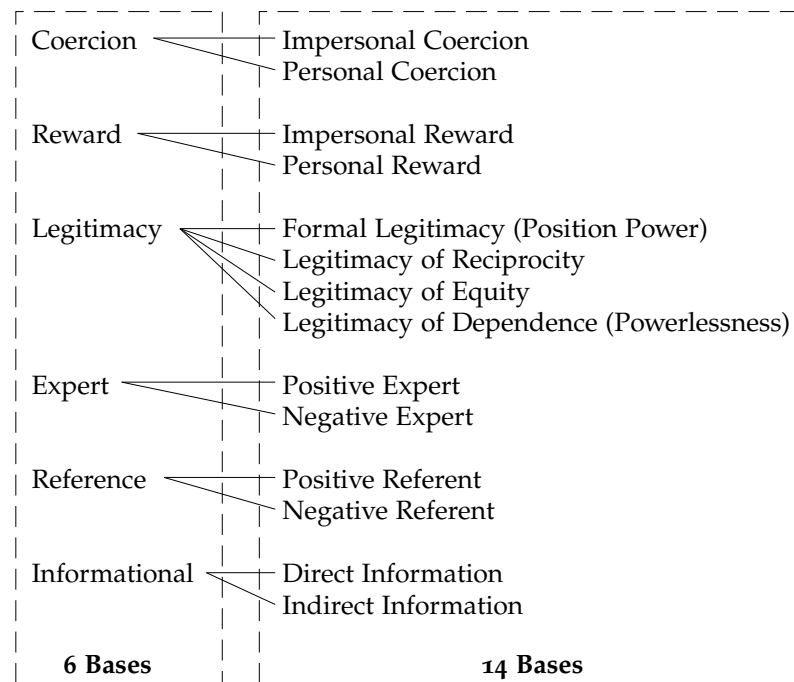 Coercion
Impersonal Coercion
Personal Coercion
Reward
Impersonal Reward
Personal Reward
Legitimacy
Formal Legitimacy (Position Power)
Legitimacy of Reciprocity
Legitimacy of Equity
Legitimacy of Dependence (Powerlessness)
Expert
Positive Expert
Negative Expert
Reference
Positive Referent
Negative Referent
Informational
Direct Information
Indirect Information
6 Bases
14 Bases